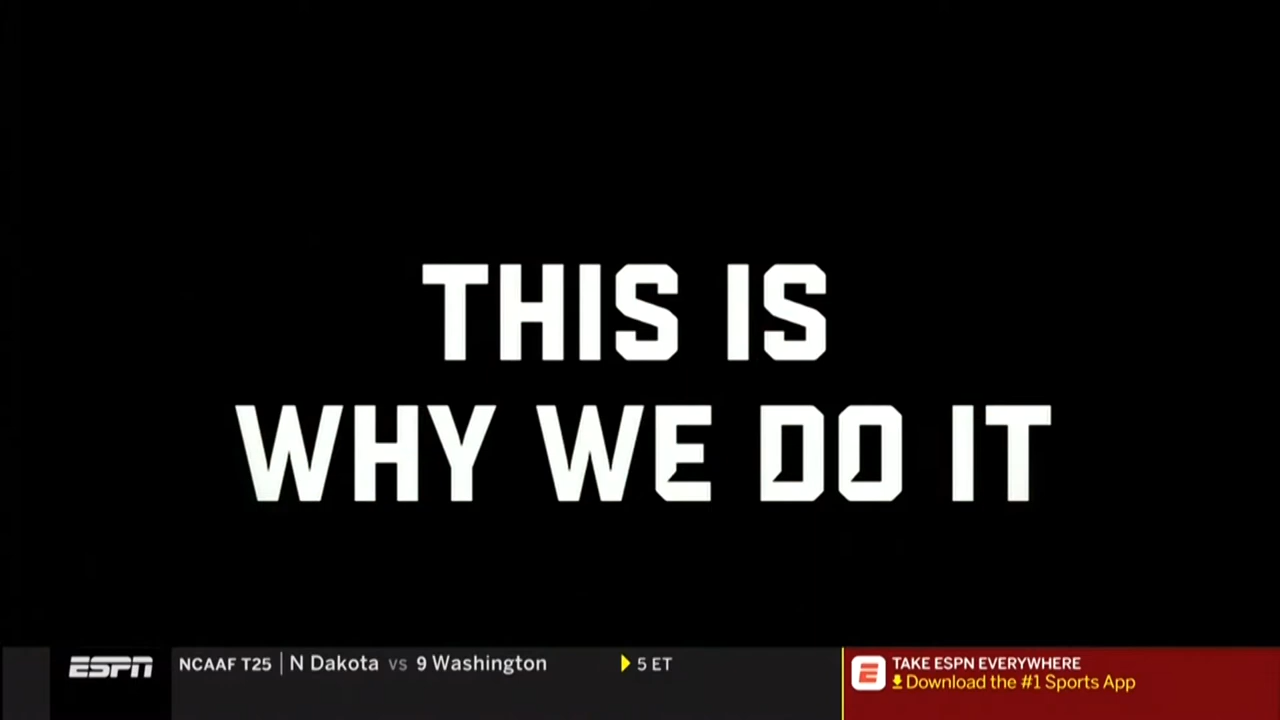 THIS IS
WHY WE DO IT
ESPN
NCAAF T25 | N Dakota vs 9 Washington 5 ET
TAKE ESPN EVERYWHERE
Download the #1 Sports App